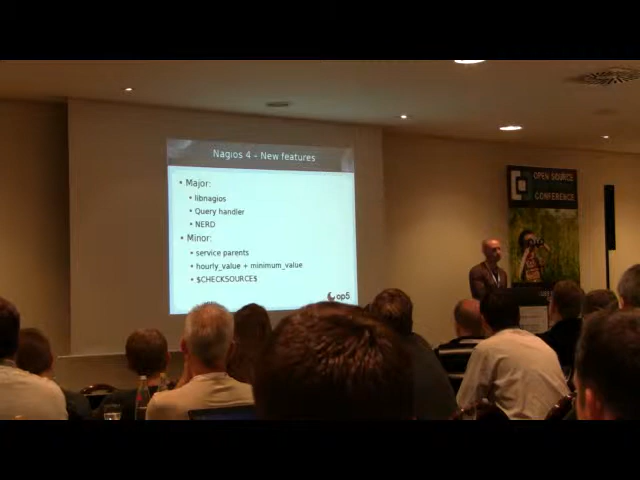 Nagios 4 - New features
• Major:
• libnagios
• Query handler
• NERD
• Minor:
• service parents
• hourly_value + minimum_value
• $CHECKSOURCE$
op5
OPEN SOURCE
CONFERENCE